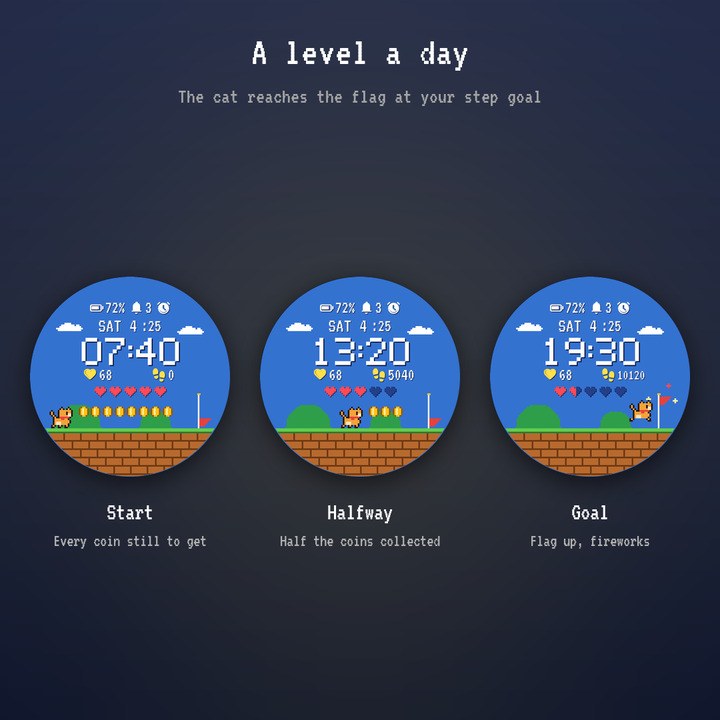 A level a day
The cat reaches the flag at your step goal
72% 3
SAT 4 :25
07:40
68 0
Start
Every coin still to get
72% 3
SAT 4 :25
13:20
68 5040
Halfway
Half the coins collected
72% 3
SAT 4 :25
19:30
68 10120
Goal
Flag up, fireworks